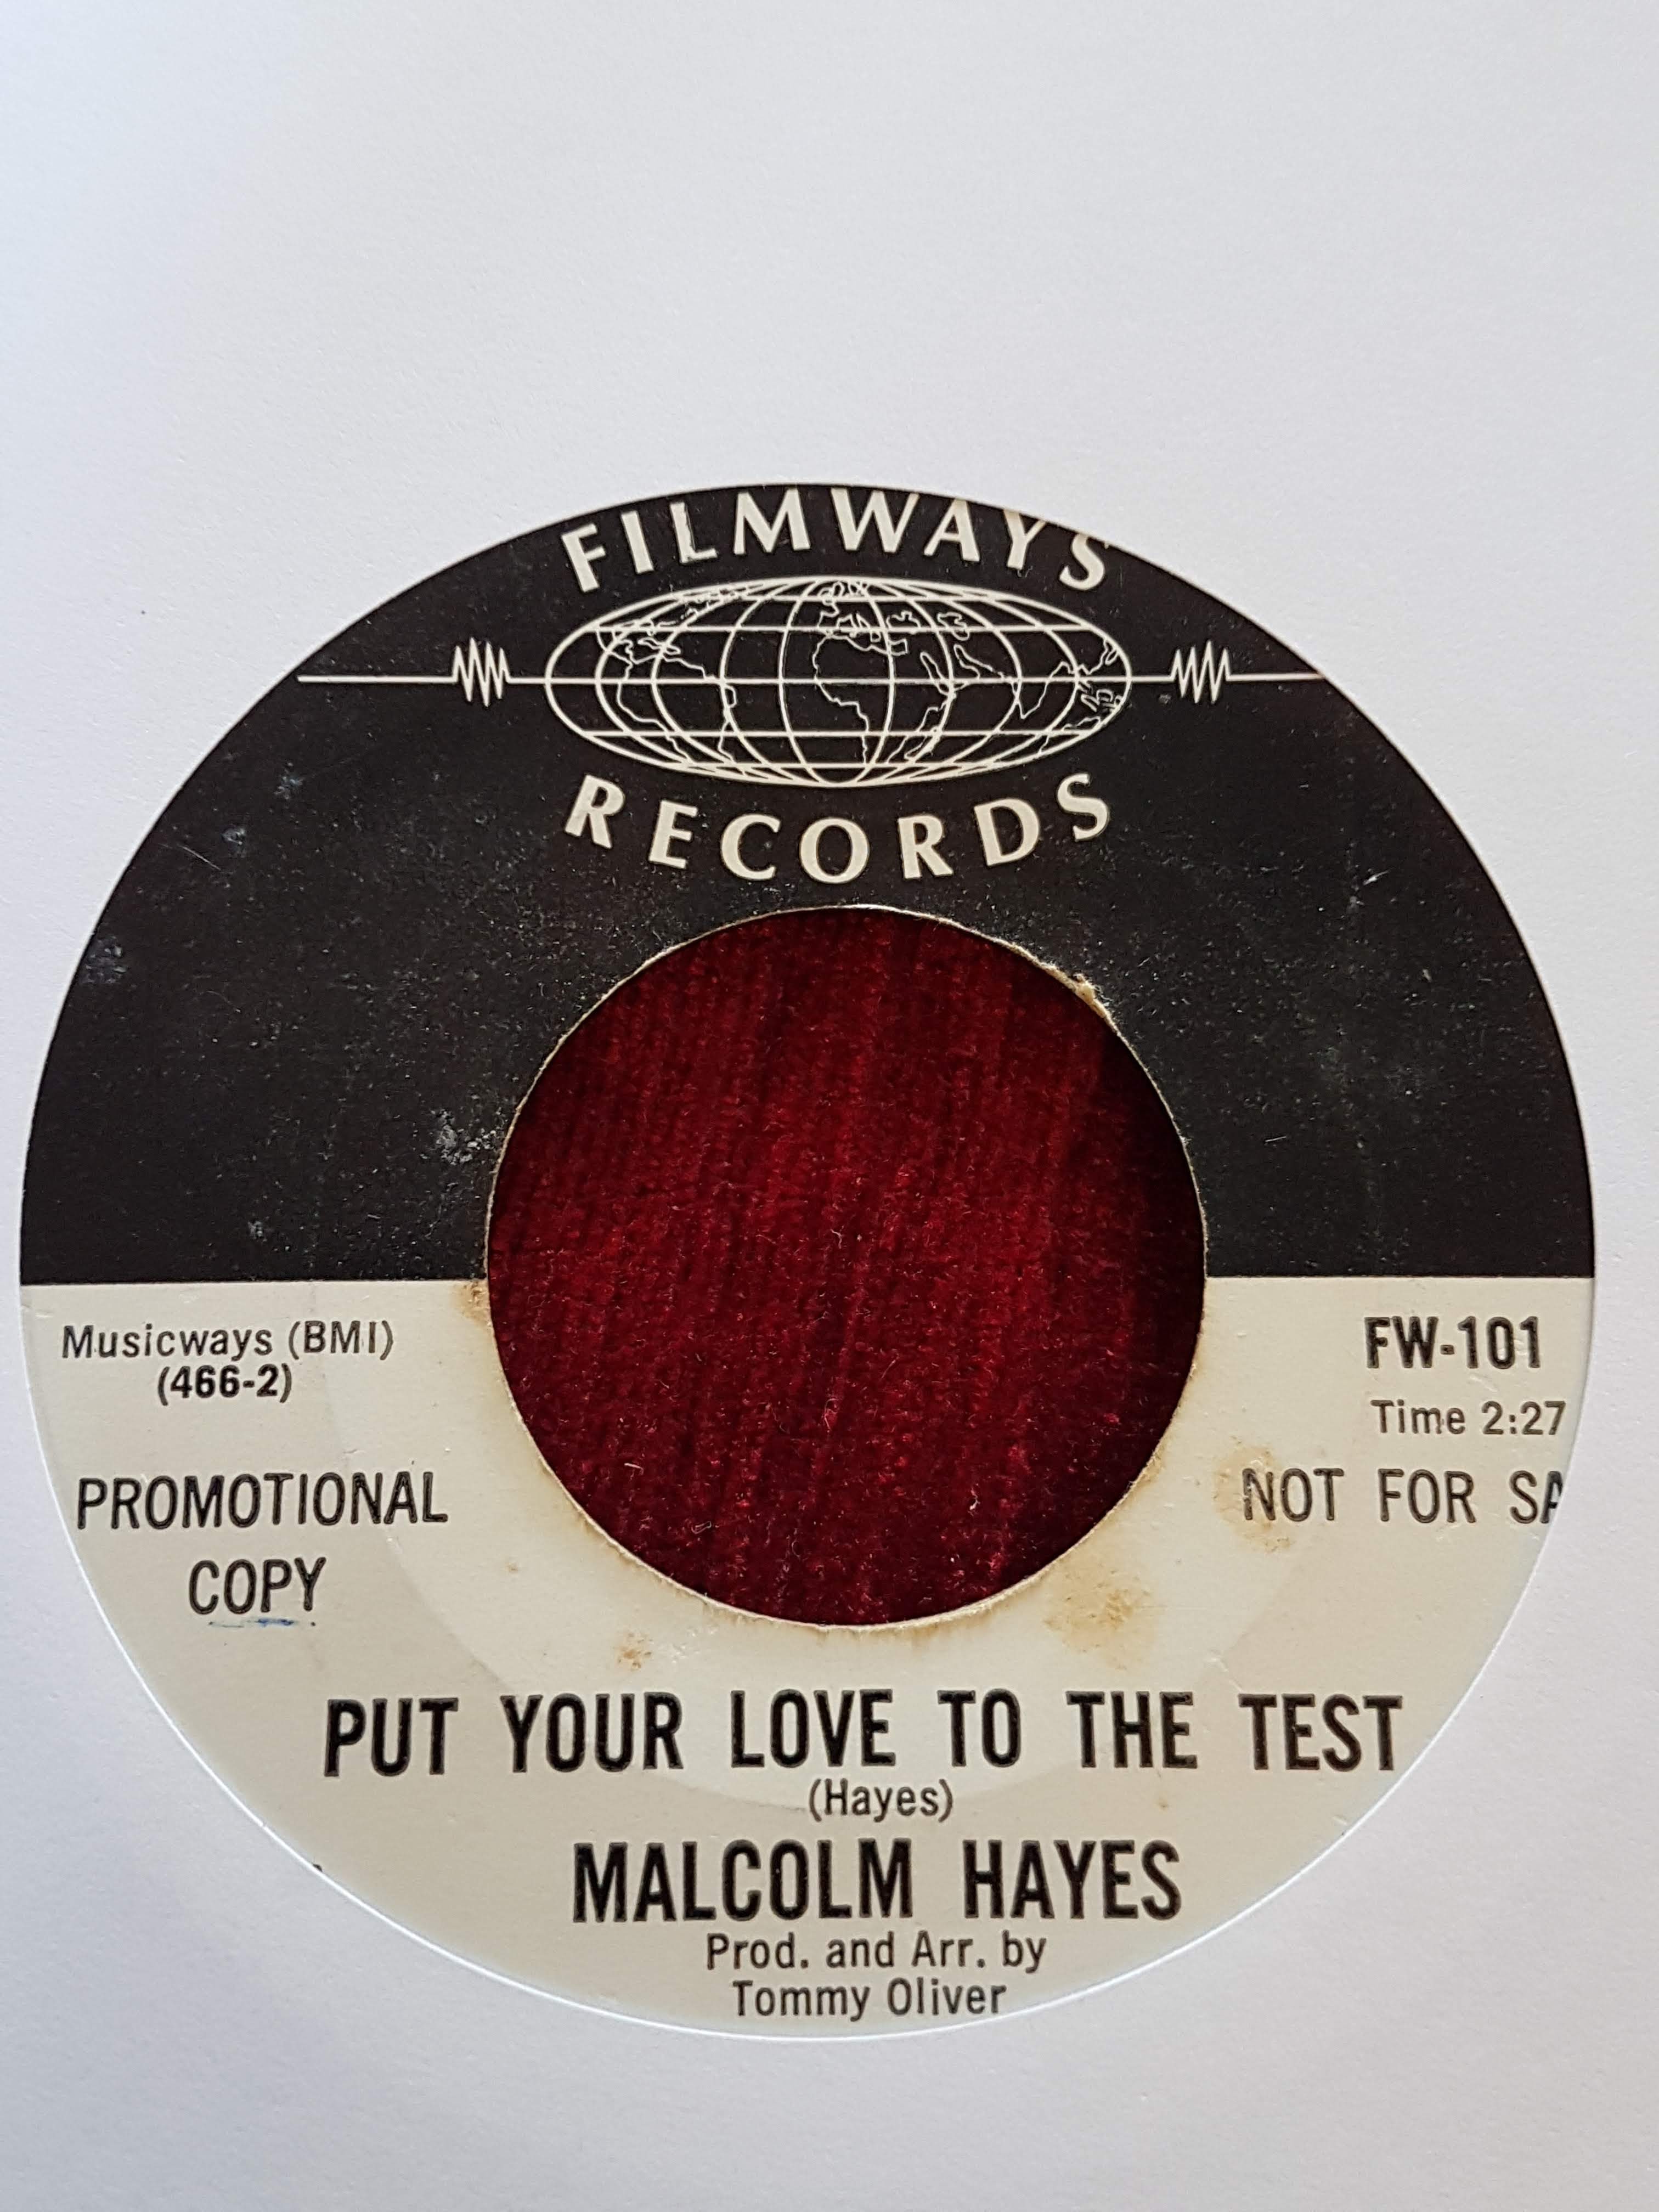 FILMWAYS
RECORDS
Musicways (BMI)
(466-2)
PROMOTIONAL
COPY
FW-101
Time 2:27
NOT FOR SA
PUT YOUR LOVE TO THE TEST
(Hayes)
MALCOLM HAYES
Prod. and Arr. by
Tommy Oliver